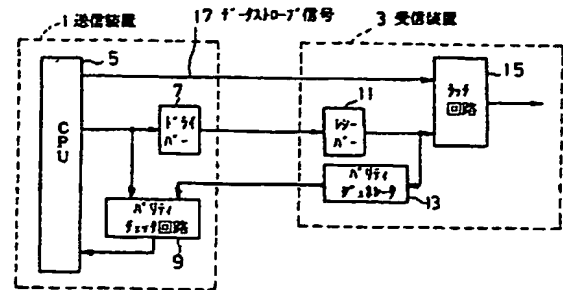 1 送信装置
17 データストローブ信号
3 受信装置
5
CPU
7
ドライバー
11
レシーバー
15
ラッチ回路
パリティジェネレータ
13
パリティチェック回路
9